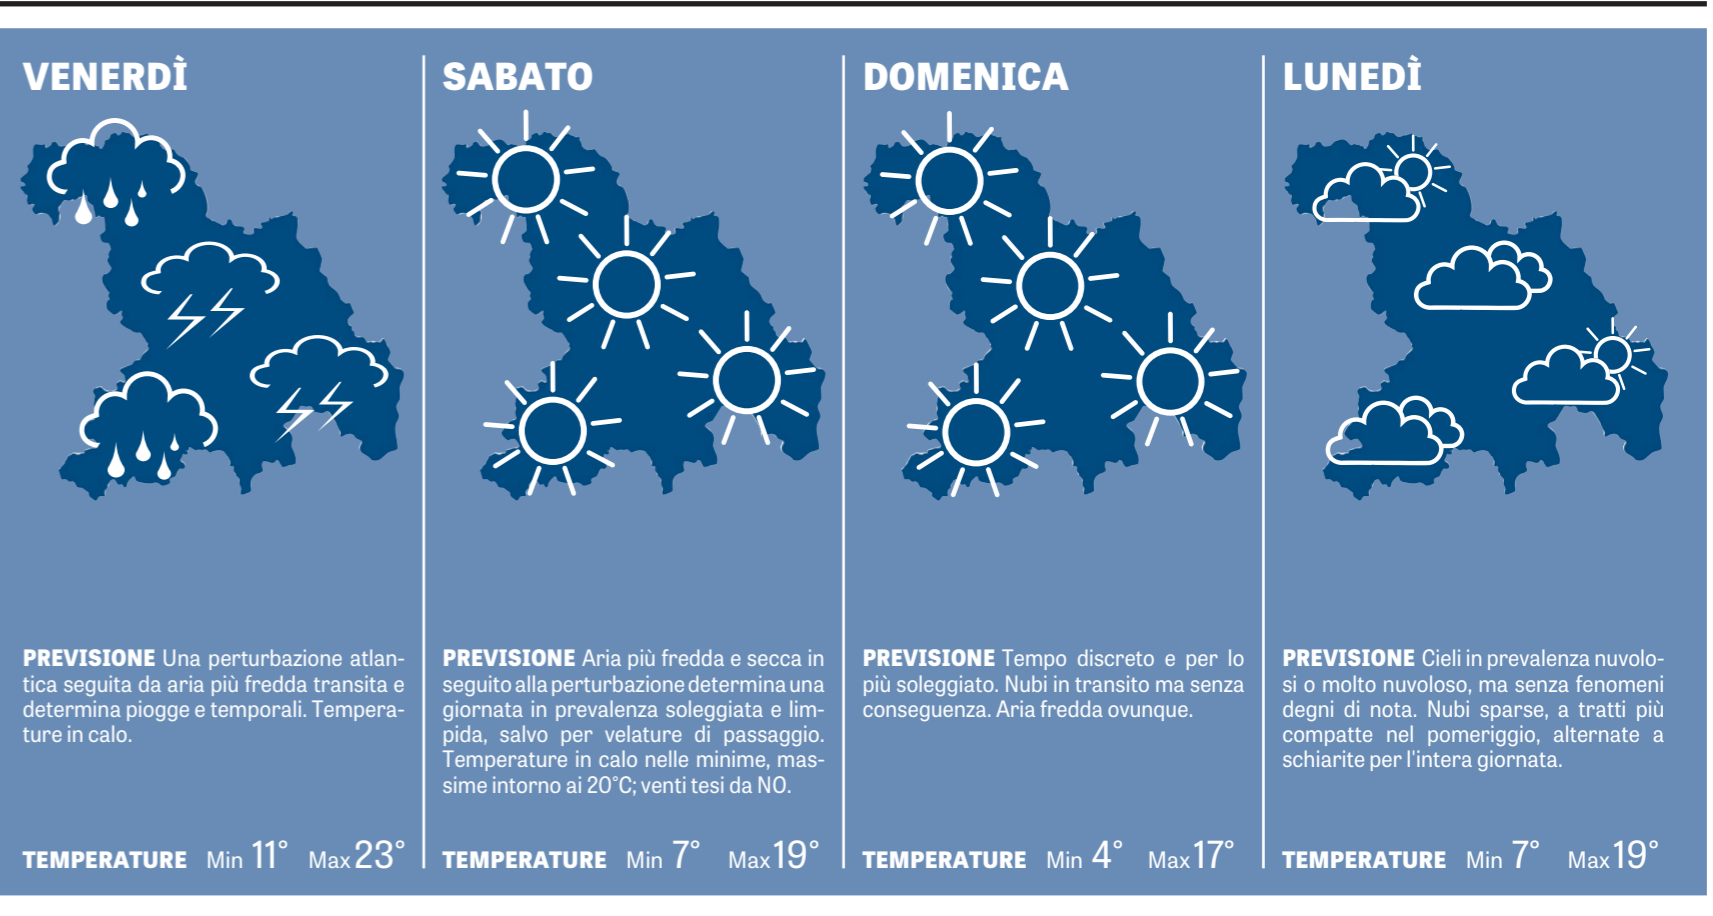 VENERDÌ
PREVISIONE Una perturbazione atlan-
tica seguita da aria più fredda transita e
determina piogge e temporali. Tempera-
ture in calo.
TEMPERATURE Min 11° Max 23°
SABATO
PREVISIONE Aria più fredda e secca in
seguito alla perturbazione determina una
giornata in prevalenza soleggiata e lim-
pida, salvo per velature di passaggio.
Temperature in calo nelle minime, mas-
sime intorno ai 20°C; venti tesi da NO.
TEMPERATURE Min 7° Max 19°
DOMENICA
PREVISIONE Tempo discreto e per lo
più soleggiato. Nubi in transito ma senza
conseguenza. Aria fredda ovunque.
TEMPERATURE Min 4° Max 17°
LUNEDÌ
PREVISIONE Cieli in prevalenza nuvolo-
si o molto nuvoloso, ma senza fenomeni
degni di nota. Nubi sparse, a tratti più
compatte nel pomeriggio, alternate a
schiarite per l'intera giornata.
TEMPERATURE Min 7° Max 19°